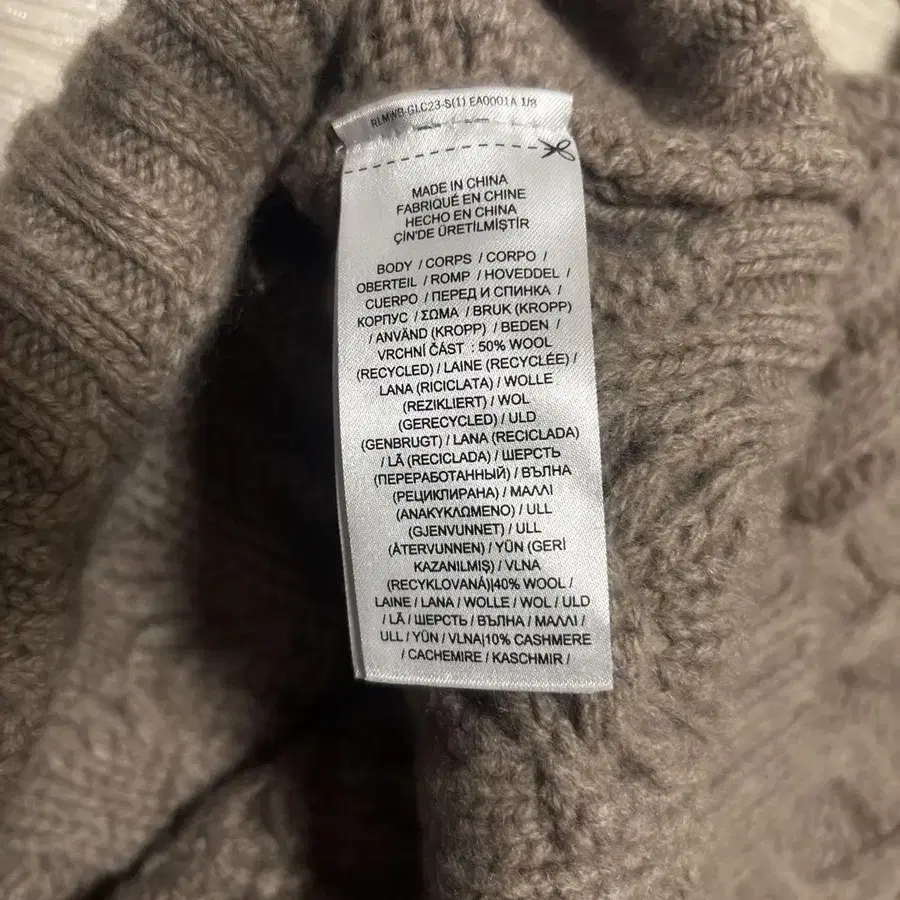 RLMWB-GLC23-S(1) EA0001A 1/8
MADE IN CHINA
FABRIQUÉ EN CHINE
HECHO EN CHINA
ÇİN'DE ÜRETİLMİŞTİR
BODY / CORPS / CORPO /
OBERTEIL / ROMP / HOVEDDEL /
CUERPO / ПЕРЕД И СПИНКА /
КОРПУС / ΣΩΜΑ / BRUK (KROPP)
/ ANVÄND (KROPP) / BEDEN /
VRCHNÍ ČÁST : 50% WOOL
(RECYCLED) / LAINE (RECYCLÉE) /
LANA (RICICLATA) / WOLLE
(REZIKLIERT) / WOL
(GERECYCLED) / ULD
(GENBRUGT) / LANA (RECICLADA)
/ LÃ (RECICLADA) / ШЕРСТЬ
(ПЕРЕРАБОТАННЫЙ) / ВЪЛНА
(РЕЦИКЛИРАНА) / ΜΑΛΛΙ
(ΑΝΑΚΥΚΛΩΜΕΝΟ) / ULL
(GJENVUNNET) / ULL
(ÅTERVUNNEN) / YÜN (GERİ
KAZANILMIŞ) / VLNA
(RECYKLOVANÁ)|40% WOOL /
LAINE / LANA / WOLLE / WOL / ULD
/ LÃ / ШЕРСТЬ / ВЪЛНА / ΜΑΛΛΙ /
ULL / YÜN / VLNA|10% CASHMERE
/ CACHEMIRE / KASCHMIR /